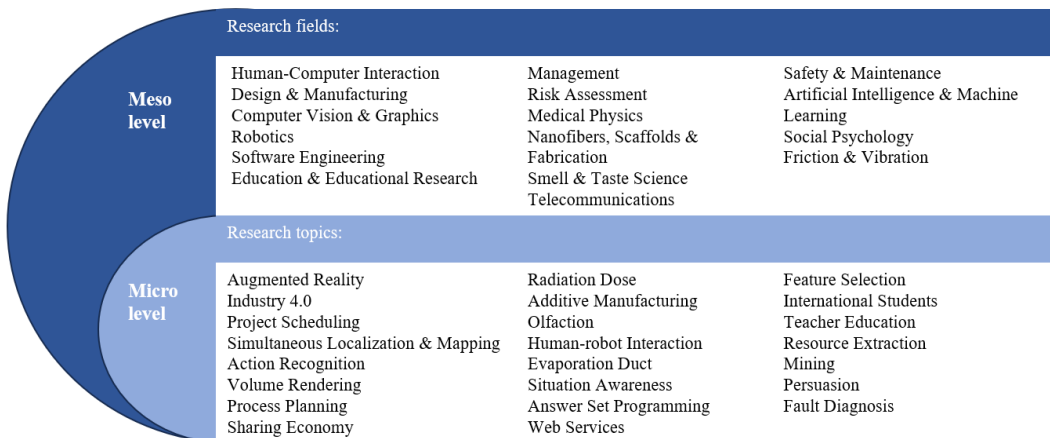 Research fields:
Meso
level
Human-Computer Interaction
Design & Manufacturing
Computer Vision & Graphics
Robotics
Software Engineering
Education & Educational Research
Management
Risk Assessment
Medical Physics
Nanofibers, Scaffolds &
Fabrication
Smell & Taste Science
Telecommunications
Safety & Maintenance
Artificial Intelligence & Machine
Learning
Social Psychology
Friction & Vibration
Research topics:
Micro
level
Augmented Reality
Industry 4.0
Project Scheduling
Simultaneous Localization & Mapping
Action Recognition
Volume Rendering
Process Planning
Sharing Economy
Radiation Dose
Additive Manufacturing
Olfaction
Human-robot Interaction
Evaporation Duct
Situation Awareness
Answer Set Programming
Web Services
Feature Selection
International Students
Teacher Education
Resource Extraction
Mining
Persuasion
Fault Diagnosis